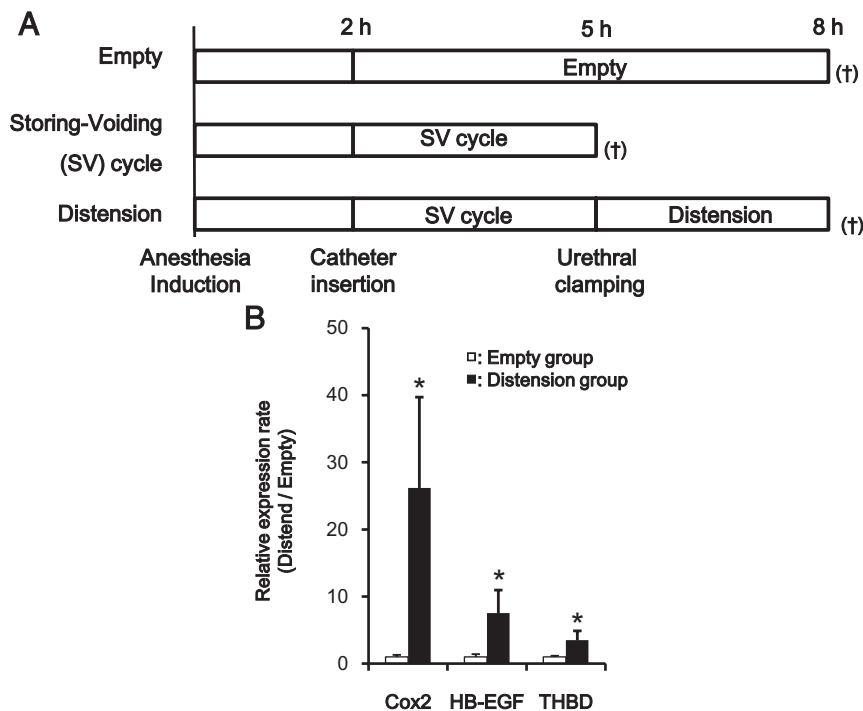 A
2 h
5 h
8 h
Empty
Empty
(†)
Storing-Voiding
(SV) cycle
SV cycle
(†)
Distension
SV cycle
Distension
(†)
Anesthesia
Induction
Catheter
insertion
Urethral
clamping
B
50
40
30
20
10
0
Relative expression rate
(Distend / Empty)
: Empty group
: Distension group
*
*
*
Cox2
HB-EGF
THBD